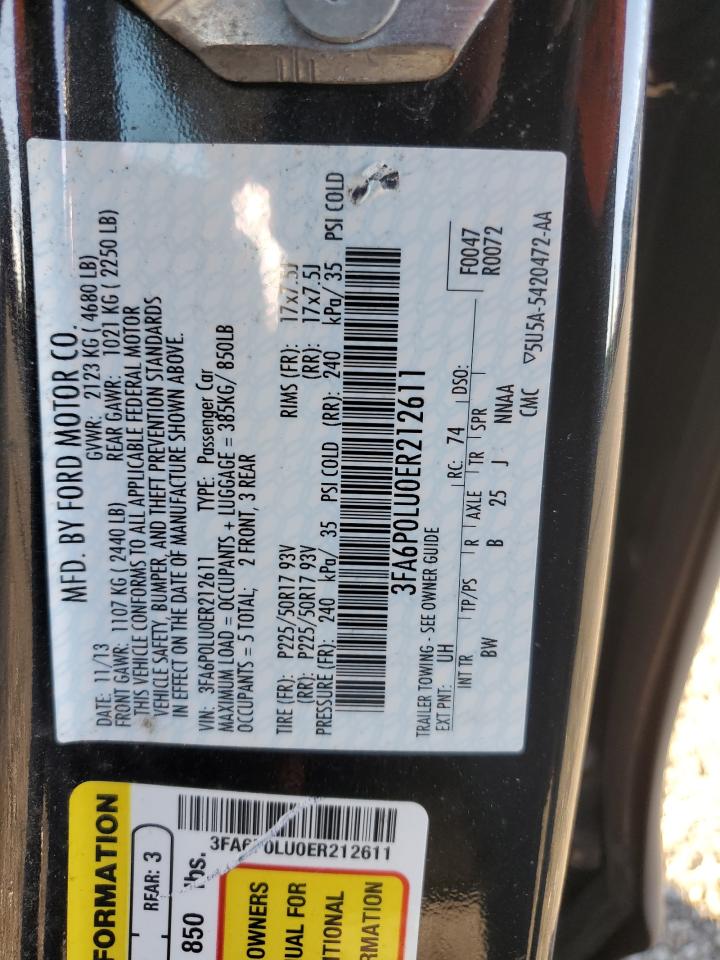 MFD. BY FORD MOTOR CO.
DATE: 11/13 GVWR: 2123 KG ( 4680 LB)
FRONT GAWR: 1107 KG (2440 LB) REAR GAWR: 1021 KG ( 2250 LB)
THIS VEHICLE CONFORMS TO ALL APPLICABLE FEDERAL MOTOR
VEHICLE SAFETY, BUMPER, AND THEFT PREVENTION STANDARDS
IN EFFECT ON THE DATE OF MANUFACTURE SHOWN ABOVE.
VIN: 3FA6P0LU0ER212611 TYPE: Passenger Car
MAXIMUM LOAD = OCCUPANTS + LUGGAGE = 385KG/ 850LB
OCCUPANTS = 5 TOTAL; 2 FRONT, 3 REAR
TIRE (FR): P225/50R17 93V RIMS (FR): 17x7.5J
(RR): P225/50R17 93V (RR): 17x7.5J
PRESSURE (FR): 240 kPa/ 35 PSI COLD (RR): 240 kPa/ 35 PSI COLD
3FA6P0LU0ER212611
TRAILER TOWING - SEE OWNER GUIDE
EXT PNT: UH RC: 74 DSO: F0047
R0072
INT TR TP/PS R AXLE TR SPR
BW B 25 J NNAA
CMC ▽5U5A-5420472-AA
FORMATION
REAR: 3
850 lbs.
3FA6P0LU0ER212611
OWNERS
UAL FOR
ITIONAL
RMATION